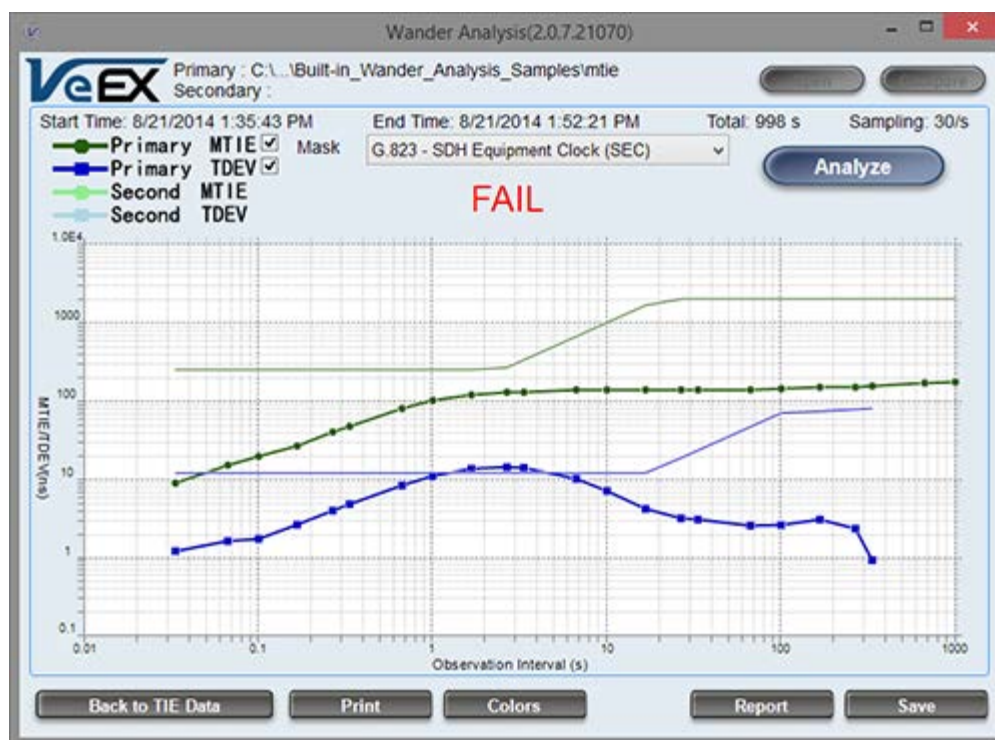 Wander Analysis(2.0.7.21070)
VeEX
Primary : C:\...\Built-in_Wander_Analysis_Samples\mtie
Secondary :
Start Time: 8/21/2014 1:35:43 PM End Time: 8/21/2014 1:52:21 PM Total: 998 s Sampling: 30/s
Primary MTIE Mask G.823 - SDH Equipment Clock (SEC)
Primary TDEV
Analyze
Second MTIE
Second TDEV
FAIL
1.0E4
1000
100
10
1
0.1
MTIE/TDEV(ns)
0.01 0.1 1 10 100 1000
Observation Interval (s)
Back to TIE Data Print Colors Report Save